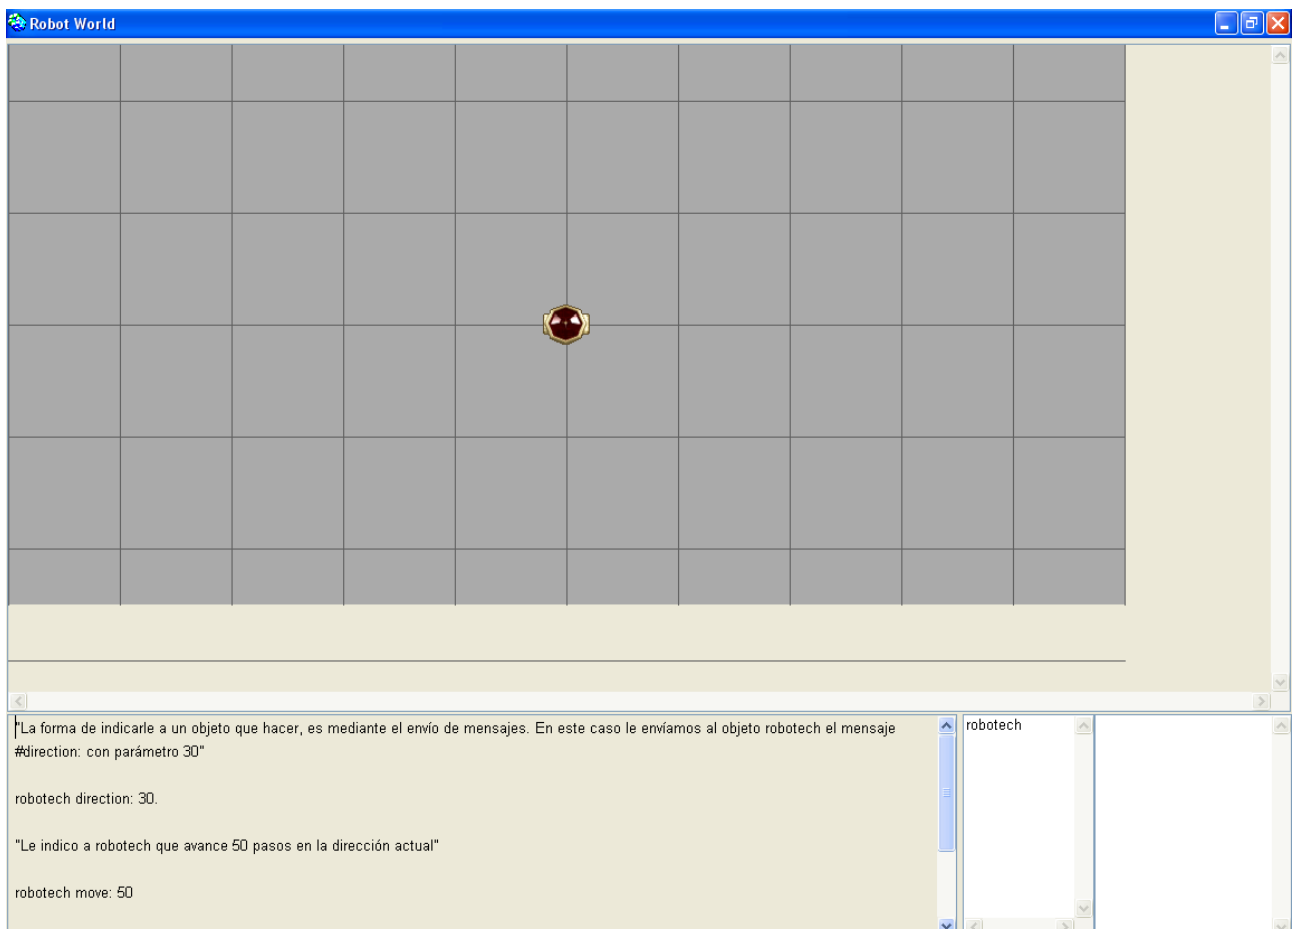 Robot World
"La forma de indicarle a un objeto que hacer, es mediante el envío de mensajes. En este caso le envíamos al objeto robotech el mensaje
#direction: con parámetro 30"
robotech direction: 30.
"Le indico a robotech que avance 50 pasos en la dirección actual"
robotech move: 50
robotech